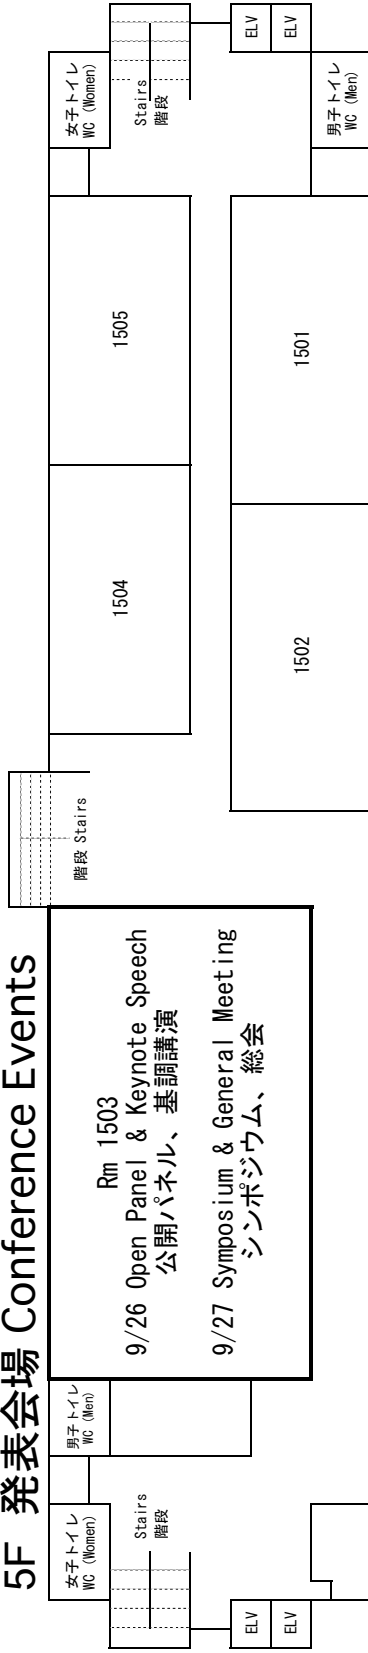 5F 発表会場 Conference Events
女子トイレ
WC (Women)
Stairs
階段
ELV
ELV
男子トイレ
WC (Men)
Rm 1503
9/26 Open Panel & Keynote Speech
公開パネル、基調講演
9/27 Symposium & General Meeting
シンポジウム、総会
階段 Stairs
1504
1502
1505
1501
女子トイレ
WC (Women)
Stairs
階段
ELV
ELV
男子トイレ
WC (Men)